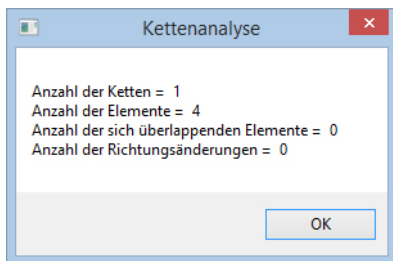 Kettenanalyse
Anzahl der Ketten = 1
Anzahl der Elemente = 4
Anzahl der sich überlappenden Elemente = 0
Anzahl der Richtungsänderungen = 0
OK